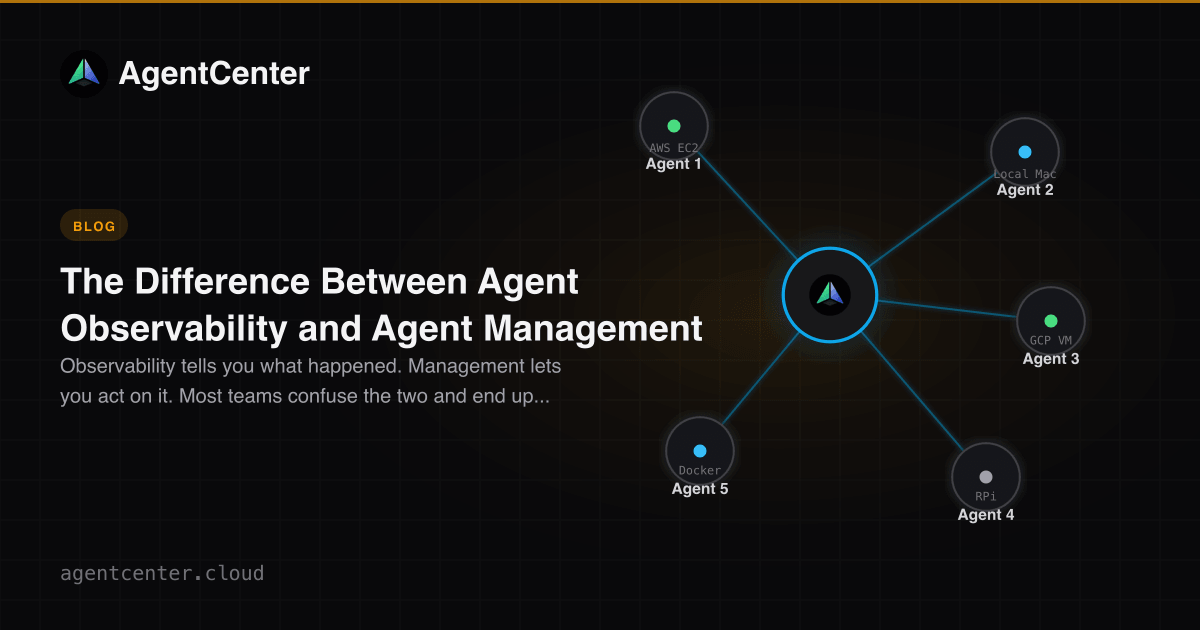 AgentCenter
BLOG
The Difference Between Agent
Observability and Agent Management
Observability tells you what happened. Management lets
you act on it. Most teams confuse the two and end up...
agentcenter.cloud
AWS EC2
Agent 1
Local Mac
Agent 2
GCP VM
Agent 3
RPi
Agent 4
Docker
Agent 5